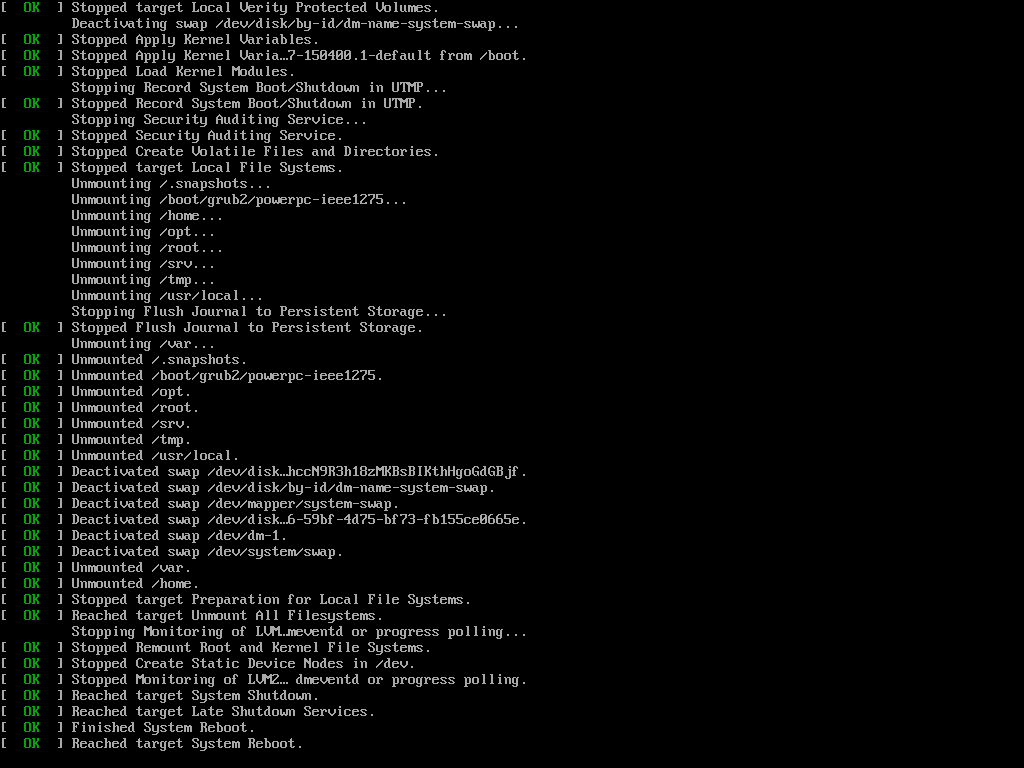 [  OK  ] Stopped target Local Verity Protected Volumes.
         Deactivating swap /dev/disk/by-id/dm-name-system-swap...
[  OK  ] Stopped Apply Kernel Variables.
[  OK  ] Stopped Apply Kernel Varia…7-150400.1-default from /boot.
[  OK  ] Stopped Load Kernel Modules.
         Stopping Record System Boot/Shutdown in UTMP...
[  OK  ] Stopped Record System Boot/Shutdown in UTMP.
         Stopping Security Auditing Service...
[  OK  ] Stopped Security Auditing Service.
[  OK  ] Stopped Create Volatile Files and Directories.
[  OK  ] Stopped target Local File Systems.
         Unmounting /.snapshots...
         Unmounting /boot/grub2/powerpc-ieee1275...
         Unmounting /home...
         Unmounting /opt...
         Unmounting /root...
         Unmounting /srv...
         Unmounting /tmp...
         Unmounting /usr/local...
         Stopping Flush Journal to Persistent Storage...
[  OK  ] Stopped Flush Journal to Persistent Storage.
         Unmounting /var...
[  OK  ] Unmounted /.snapshots.
[  OK  ] Unmounted /boot/grub2/powerpc-ieee1275.
[  OK  ] Unmounted /opt.
[  OK  ] Unmounted /root.
[  OK  ] Unmounted /srv.
[  OK  ] Unmounted /tmp.
[  OK  ] Unmounted /usr/local.
[  OK  ] Deactivated swap /dev/disk…hccN9R3h18zMKBsBIKthHgoGdGBjf.
[  OK  ] Deactivated swap /dev/disk/by-id/dm-name-system-swap.
[  OK  ] Deactivated swap /dev/mapper/system-swap.
[  OK  ] Deactivated swap /dev/disk…6-59bf-4d75-bf73-fb155ce0665e.
[  OK  ] Deactivated swap /dev/dm-1.
[  OK  ] Deactivated swap /dev/system/swap.
[  OK  ] Unmounted /var.
[  OK  ] Unmounted /home.
[  OK  ] Stopped target Preparation for Local File Systems.
[  OK  ] Reached target Unmount All Filesystems.
         Stopping Monitoring of LVM…meventd or progress polling...
[  OK  ] Stopped Remount Root and Kernel File Systems.
[  OK  ] Stopped Create Static Device Nodes in /dev.
[  OK  ] Stopped Monitoring of LVM2… dmeventd or progress polling.
[  OK  ] Reached target System Shutdown.
[  OK  ] Reached target Late Shutdown Services.
[  OK  ] Finished System Reboot.
[  OK  ] Reached target System Reboot.